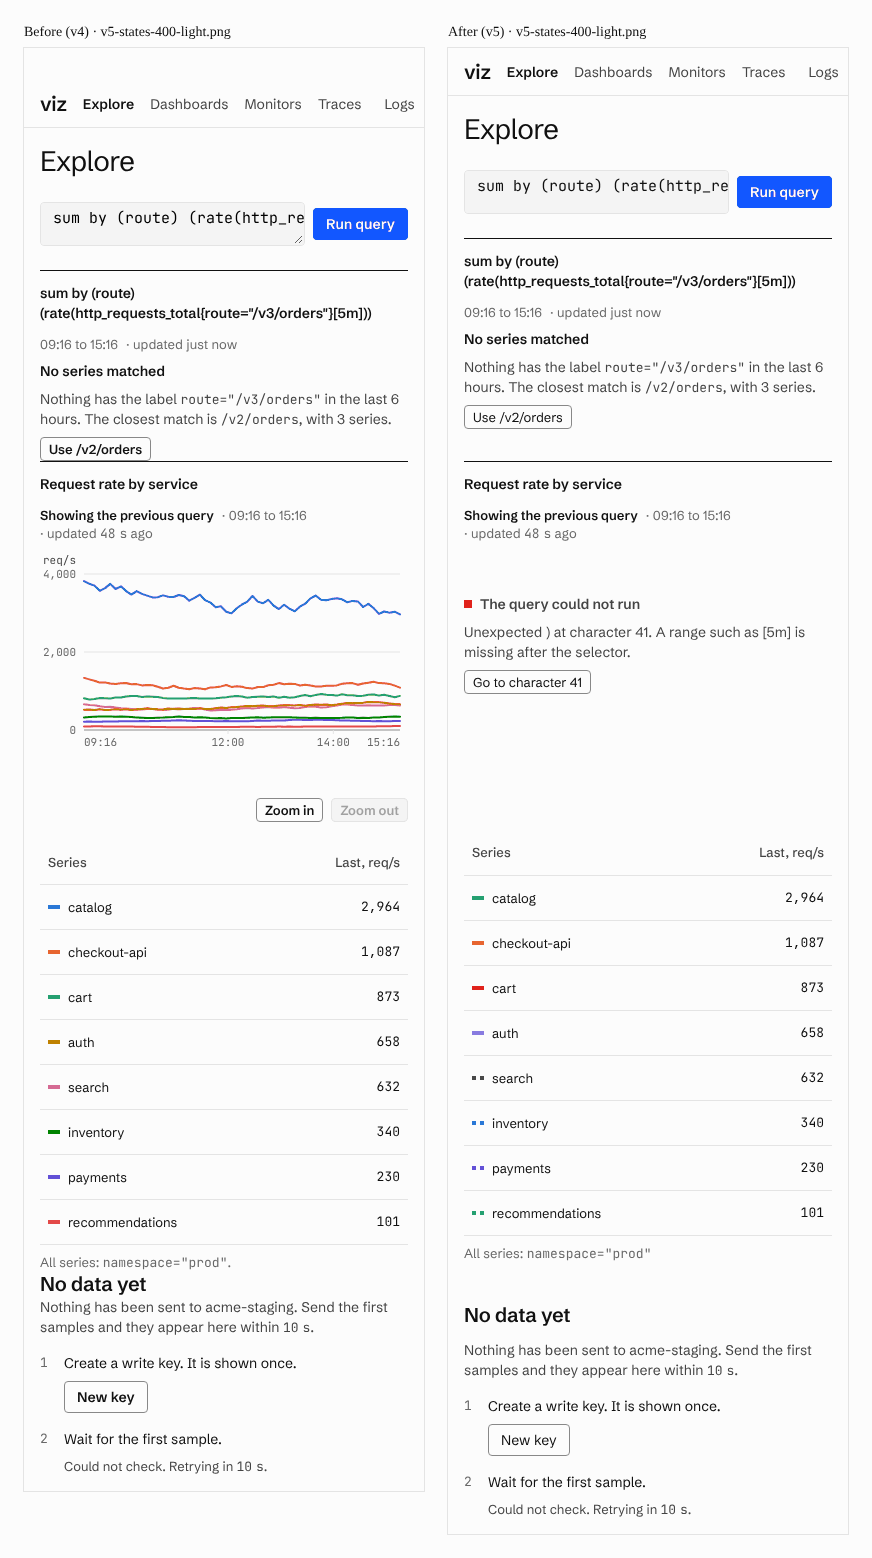 Before (v4) · v5-states-400-light.png
viz Explore Dashboards Monitors Traces Logs
Explore
sum by (route) (rate(http_re
Run query
sum by (route)
(rate(http_requests_total{route="/v3/orders"}[5m]))
09:16 to 15:16 · updated just now
No series matched
Nothing has the label route="/v3/orders" in the last 6
hours. The closest match is /v2/orders, with 3 series.
Use /v2/orders
Request rate by service
Showing the previous query · 09:16 to 15:16
· updated 48 s ago
req/s
4,000
2,000
0
09:16 12:00 14:00 15:16
Zoom in Zoom out
Series Last, req/s
catalog 2,964
checkout-api 1,087
cart 873
auth 658
search 632
inventory 340
payments 230
recommendations 101
All series: namespace="prod".
No data yet
Nothing has been sent to acme-staging. Send the first
samples and they appear here within 10 s.
1 Create a write key. It is shown once.
New key
2 Wait for the first sample.
Could not check. Retrying in 10 s.
After (v5) · v5-states-400-light.png
viz Explore Dashboards Monitors Traces Logs
Explore
sum by (route) (rate(http_re
Run query
sum by (route)
(rate(http_requests_total{route="/v3/orders"}[5m]))
09:16 to 15:16 · updated just now
No series matched
Nothing has the label route="/v3/orders" in the last 6
hours. The closest match is /v2/orders, with 3 series.
Use /v2/orders
Request rate by service
Showing the previous query · 09:16 to 15:16
· updated 48 s ago
The query could not run
Unexpected ) at character 41. A range such as [5m] is
missing after the selector.
Go to character 41
Series Last, req/s
catalog 2,964
checkout-api 1,087
cart 873
auth 658
search 632
inventory 340
payments 230
recommendations 101
All series: namespace="prod"
No data yet
Nothing has been sent to acme-staging. Send the first
samples and they appear here within 10 s.
1 Create a write key. It is shown once.
New key
2 Wait for the first sample.
Could not check. Retrying in 10 s.